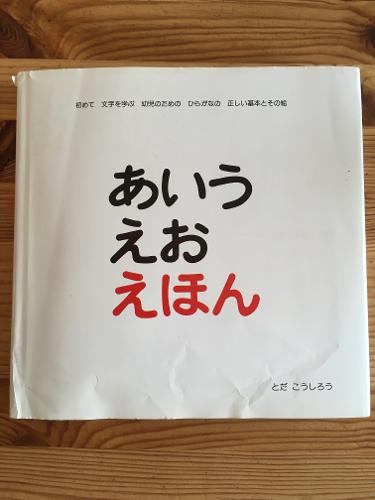 初めて 文字を学ぶ 幼児のための ひらがなの 正しい基本とその絵
あいう
えお
えほん
とだ こうしろう